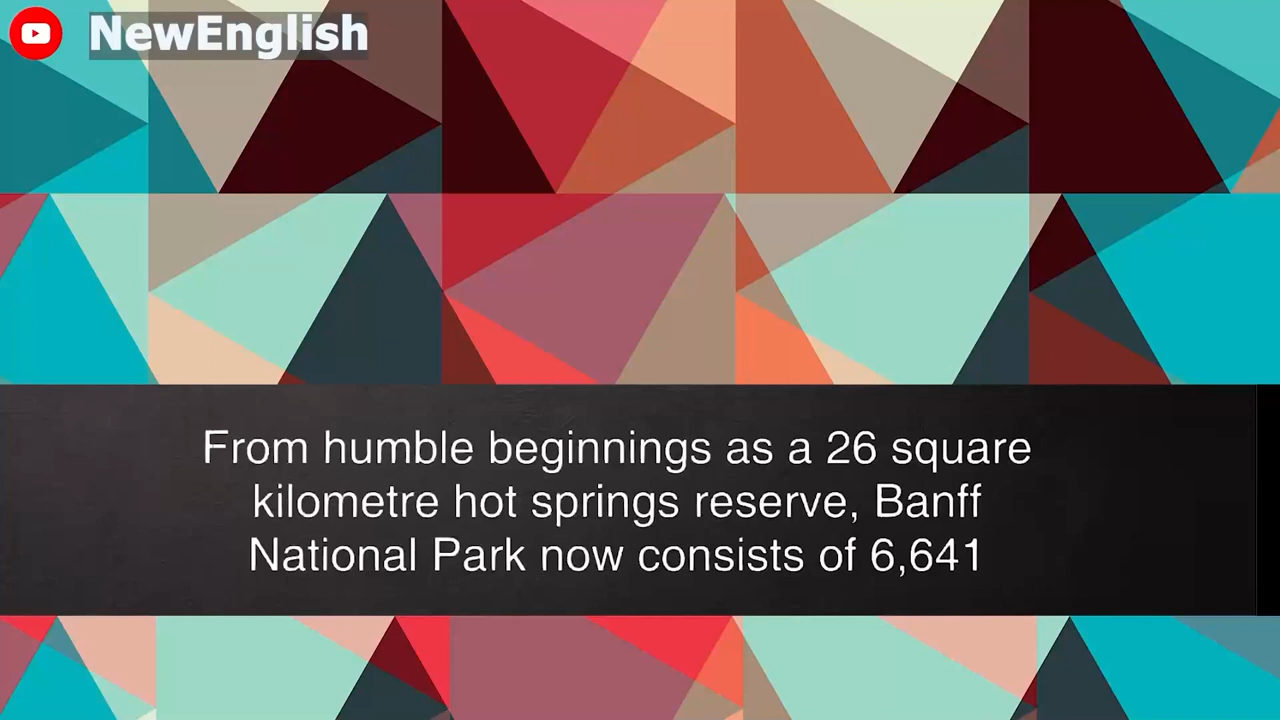 NewEnglish
From humble beginnings as a 26 square
kilometre hot springs reserve, Banff
National Park now consists of 6,641